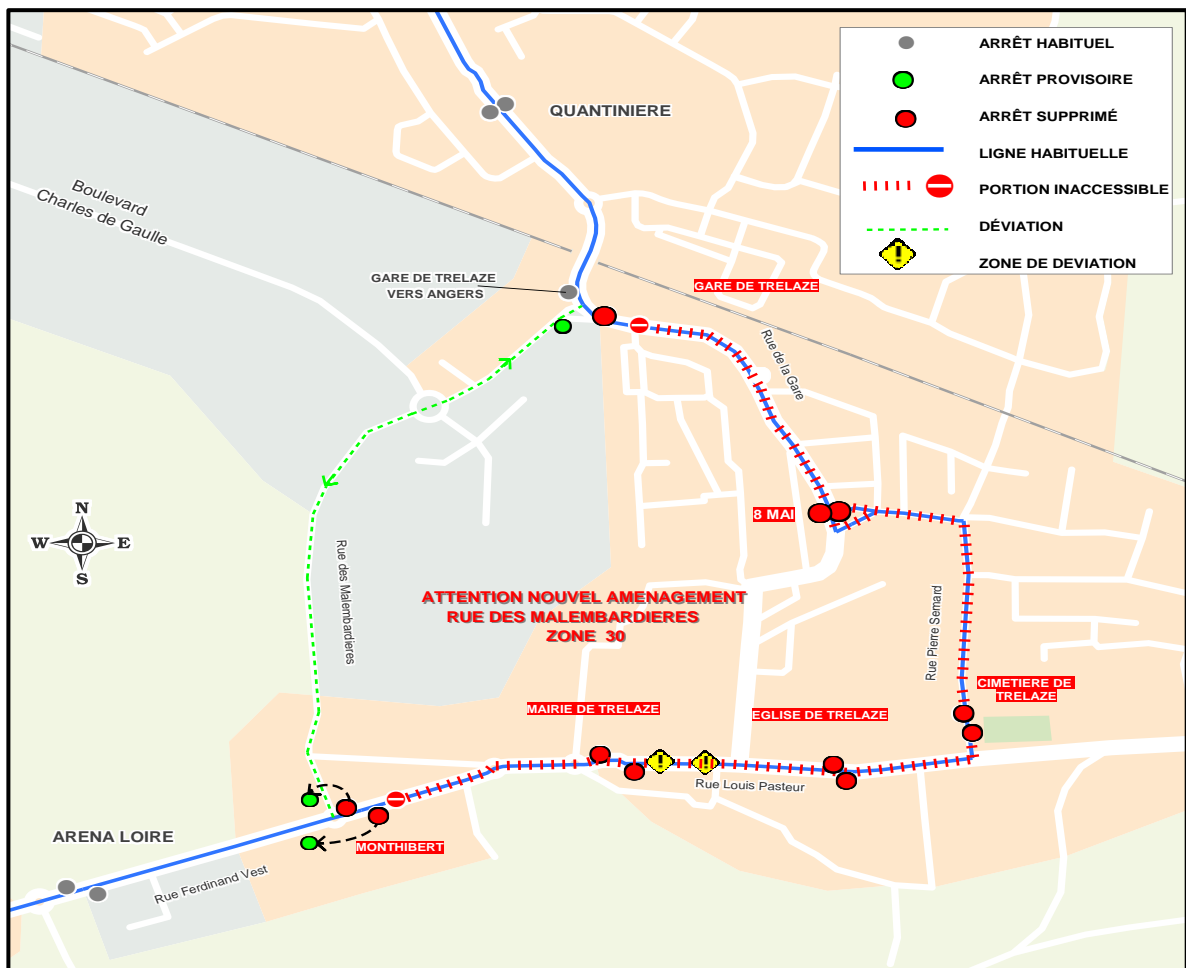 ARRÊT HABITUEL
ARRÊT PROVISOIRE
ARRÊT SUPPRIMÉ
LIGNE HABITUELLE
PORTION INACCESSIBLE
DÉVIATION
ZONE DE DEVIATION
QUANTINIERE
Boulevard
Charles de Gaulle
GARE DE TRELAZE
VERS ANGERS
GARE DE TRELAZE
Rue de la Gare
8 MAI
N
W E
S
Rue des Malembardieres
ATTENTION NOUVEL AMENAGEMENT
RUE DES MALEMBARDIERES
ZONE 30
Rue Pierre Semard
CIMETIERE DE
TRELAZE
MAIRIE DE TRELAZE
EGLISE DE TRELAZE
Rue Louis Pasteur
ARENA LOIRE
MONTHIBERT
Rue Ferdinand Vest